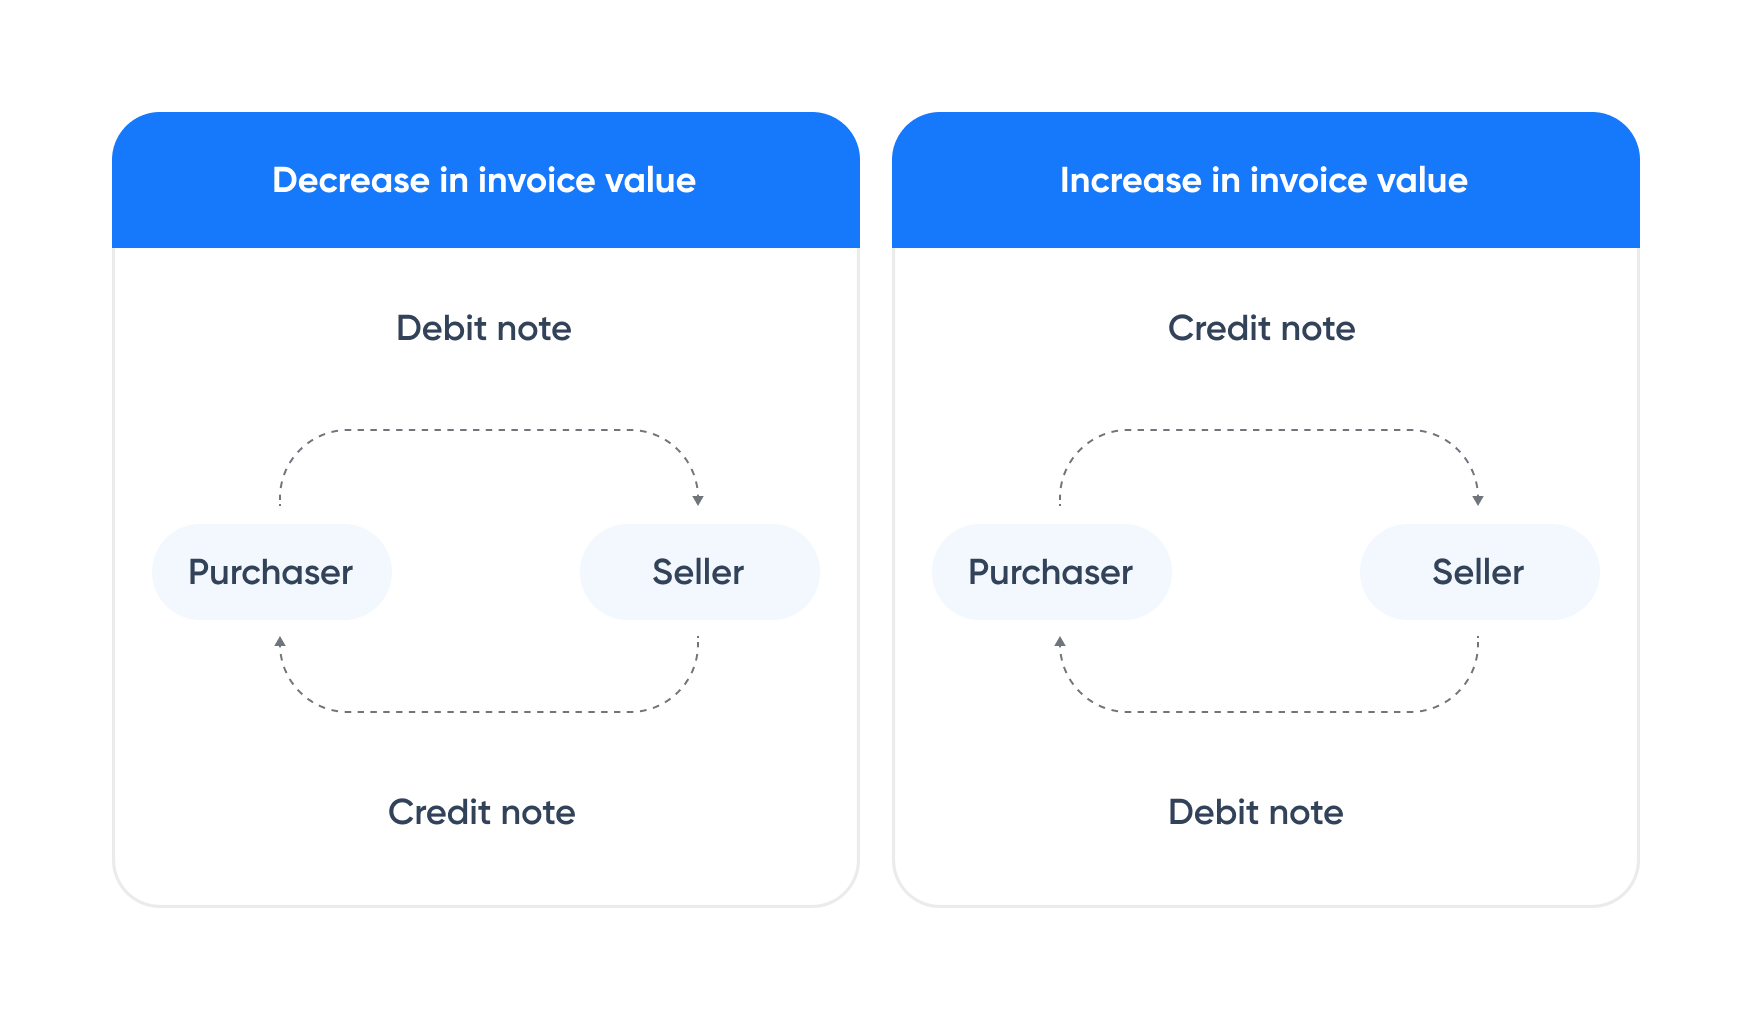 Decrease in invoice value
Debit note
Purchaser
Seller
Credit note
Increase in invoice value
Credit note
Purchaser
Seller
Debit note